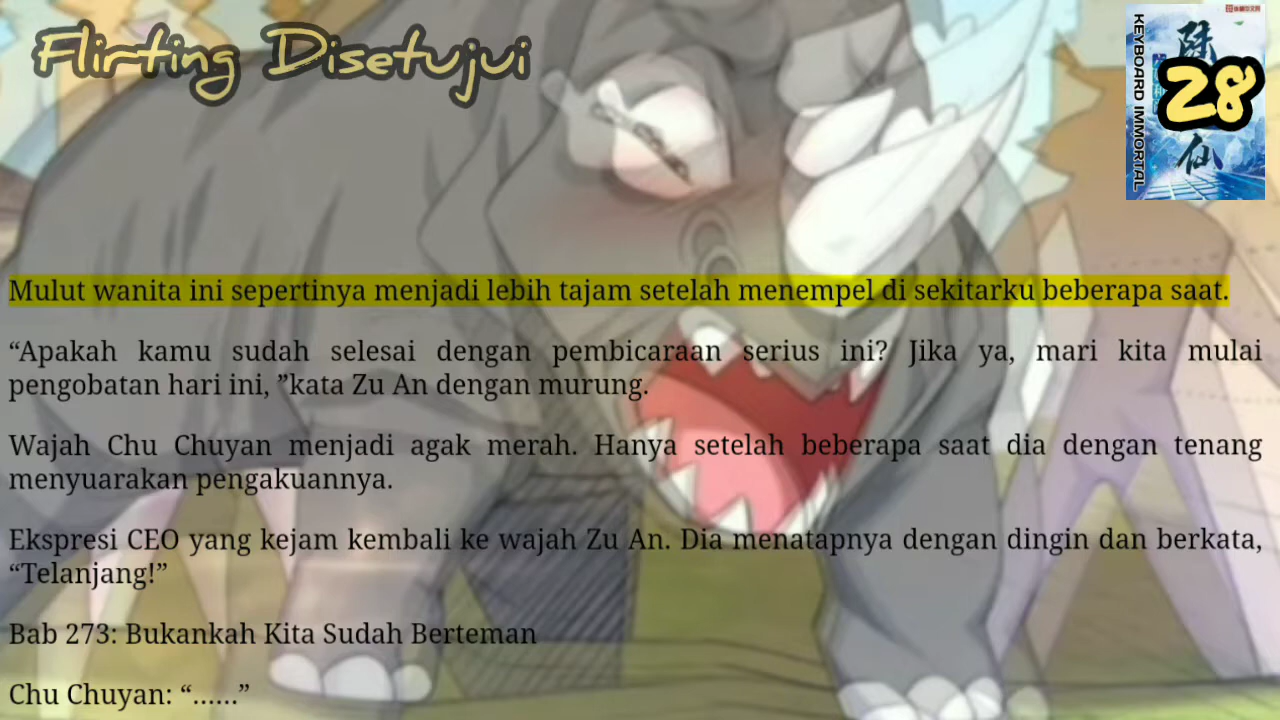 Flirting Disetujui
KEYBOARD IMMORTAL
陆
仙
28
Mulut wanita ini sepertinya menjadi lebih tajam setelah menempel di sekitarku beberapa saat.
“Apakah kamu sudah selesai dengan pembicaraan serius ini? Jika ya, mari kita mulai
pengobatan hari ini, ”kata Zu An dengan murung.
Wajah Chu Chuyan menjadi agak merah. Hanya setelah beberapa saat dia dengan tenang
menyuarakan pengakuannya.
Ekspresi CEO yang kejam kembali ke wajah Zu An. Dia menatapnya dengan dingin dan berkata,
“Telanjang!”
Bab 273: Bukankah Kita Sudah Berteman
Chu Chuyan: “......”